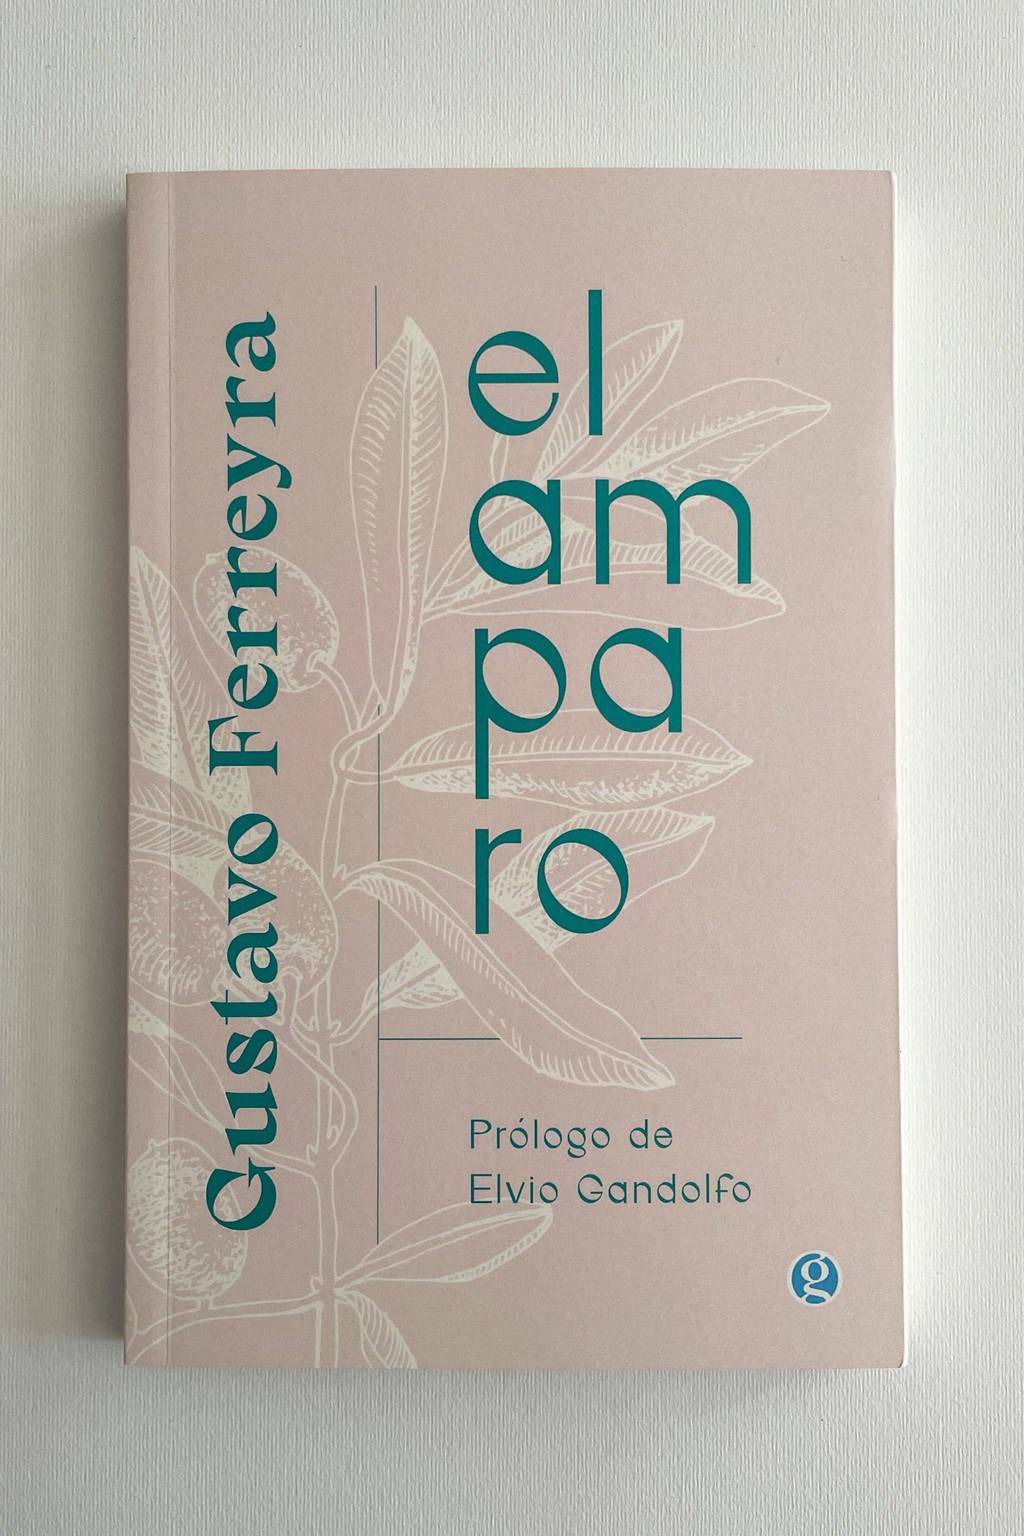 Gustavo Ferreyra
el
am
pa
ro
Prólogo de
Elvio Gandolfo
g